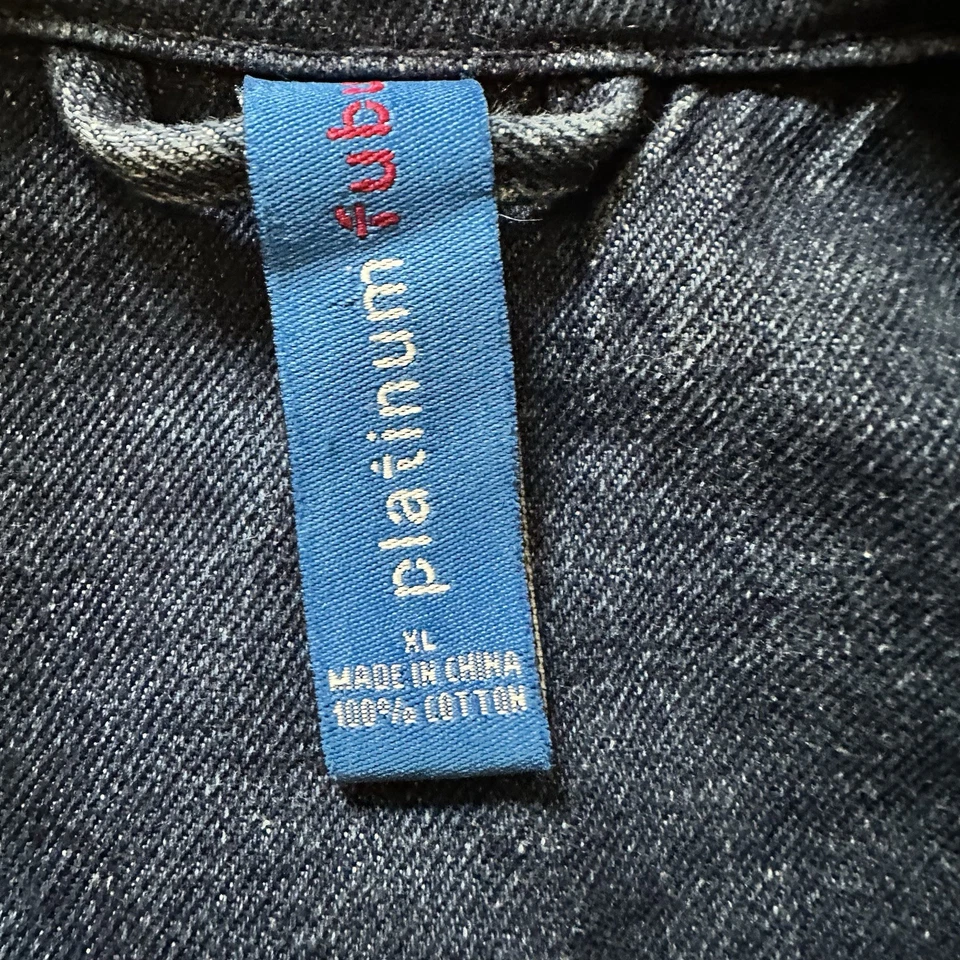 platinum fubu
XL
MADE IN CHINA
100% COTTON